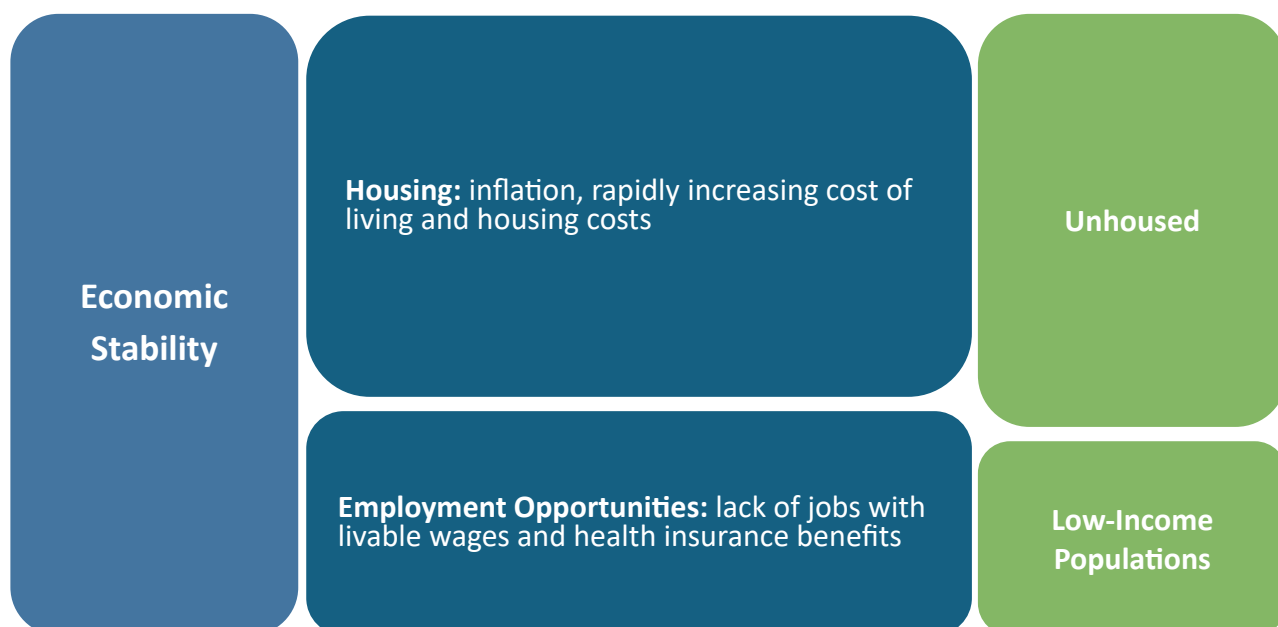 Economic
Stability
Housing: inflation, rapidly increasing cost of
living and housing costs
Unhoused
Employment Opportunities: lack of jobs with
livable wages and health insurance benefits
Low-Income
Populations